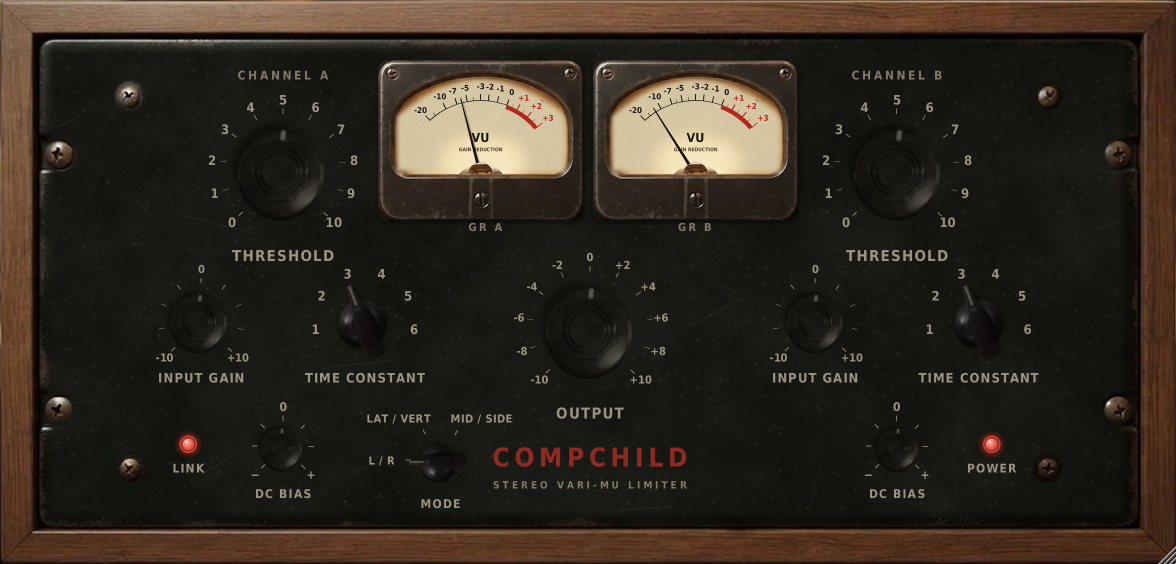 CHANNEL A
CHANNEL B
0 1 2 3 4 5 6 7 8 9 10
THRESHOLD
-20 -10 -7 -5 -3 -2 -1 0 +1 +2 +3
VU
GAIN REDUCTION
GR A
-20 -10 -7 -5 -3 -2 -1 0 +1 +2 +3
VU
GAIN REDUCTION
GR B
0 1 2 3 4 5 6 7 8 9 10
THRESHOLD
-10 0 +10
INPUT GAIN
1 2 3 4 5 6
TIME CONSTANT
-10 -8 -6 -4 -2 0 +2 +4 +6 +8 +10
OUTPUT
-10 0 +10
INPUT GAIN
1 2 3 4 5 6
TIME CONSTANT
LINK
− 0 +
DC BIAS
L / R LAT / VERT MID / SIDE
MODE
COMPCHILD
STEREO VARI-MU LIMITER
− 0 +
DC BIAS
POWER